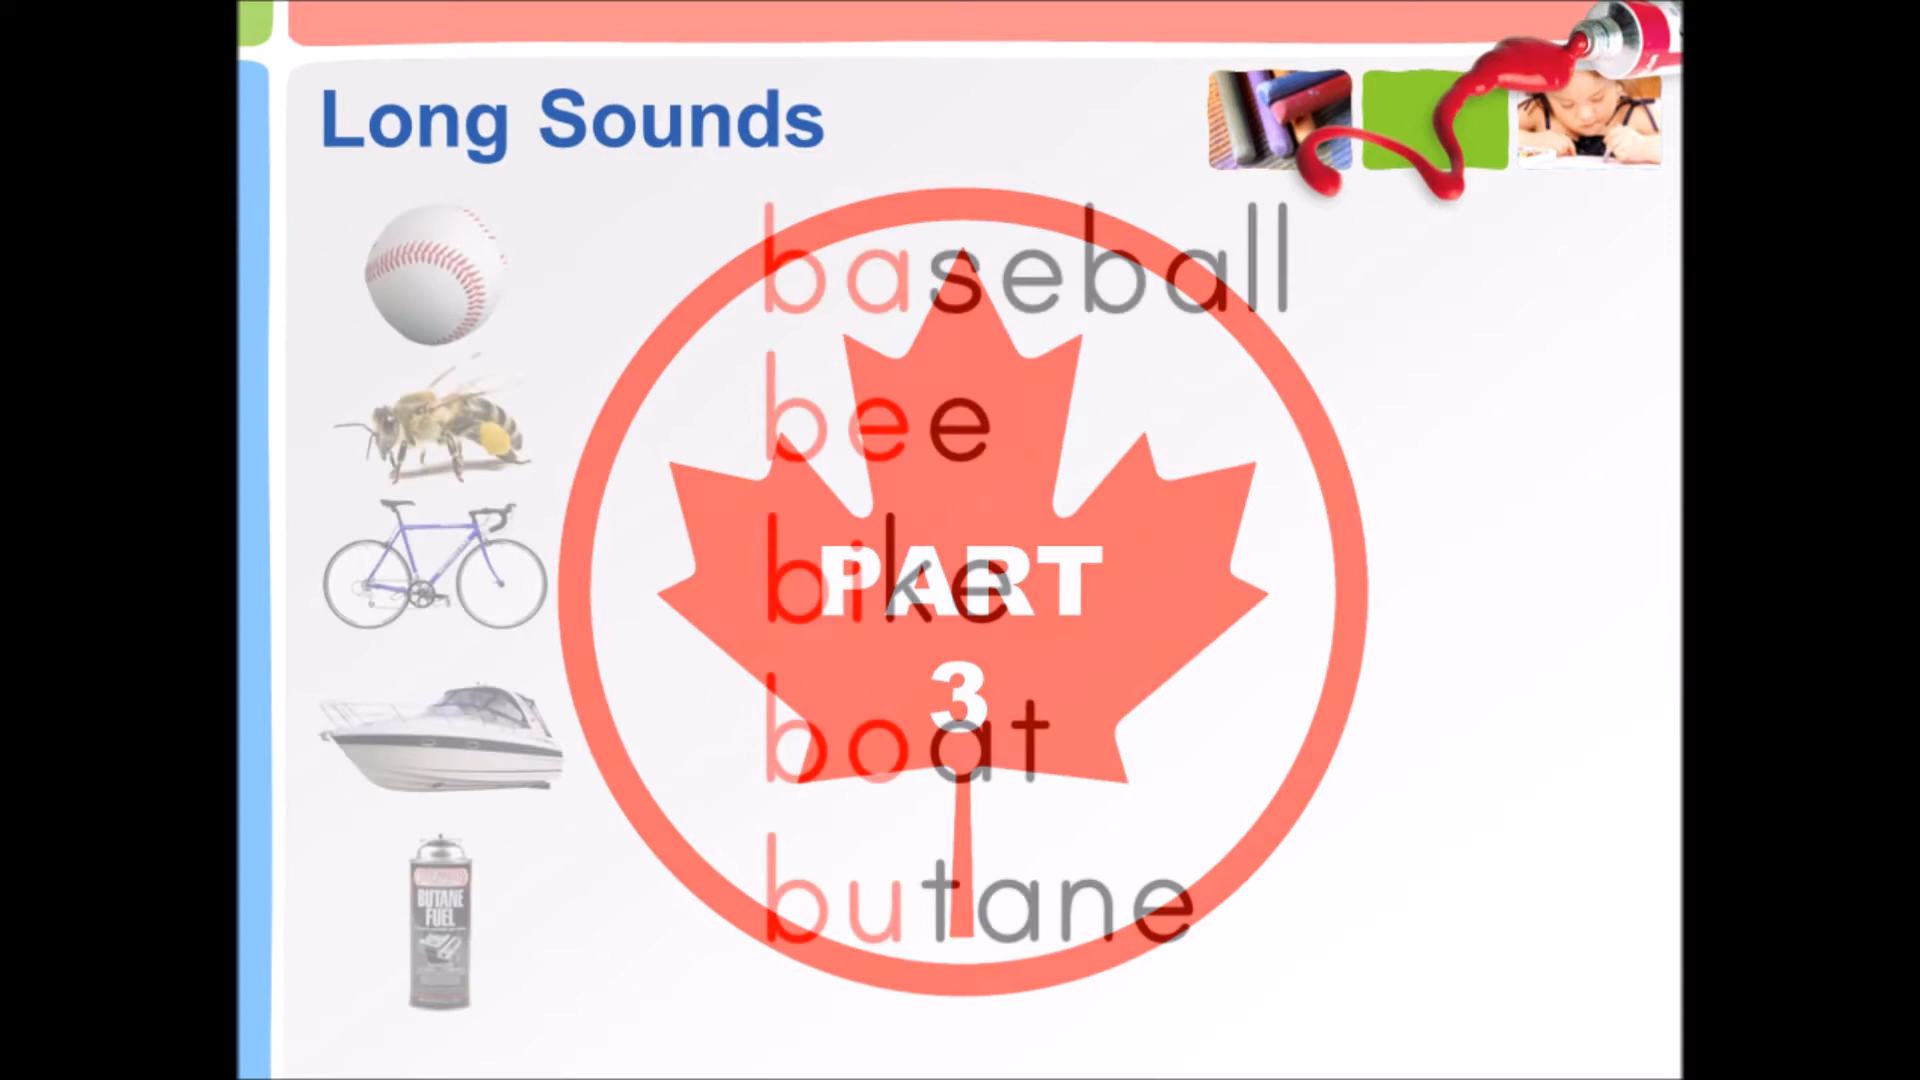 Long Sounds
baseball
bee
bike
PART
3
boat
butane
BUTANE
FUEL